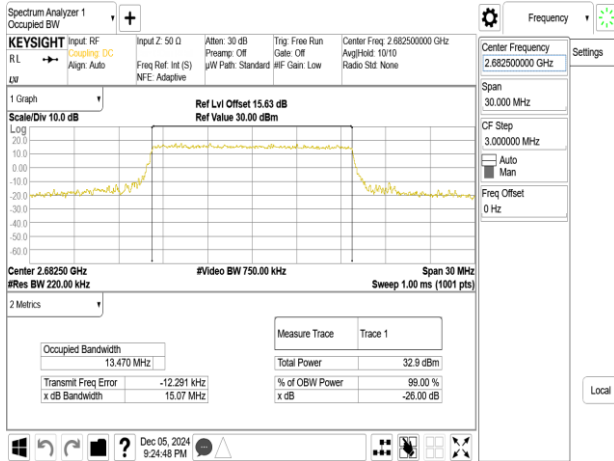 Spectrum Analyzer 1
Occupied BW
Frequency
KEYSIGHT
RL
LXI
Input: RF
Coupling: DC
Align: Auto
Input Z: 50 Ω
Freq Ref: Int (S)
NFE: Adaptive
Atten: 30 dB
Preamp: Off
µW Path: Standard
Trig: Free Run
Gate: Off
#IF Gain: Low
Center Freq: 2.682500000 GHz
Avg|Hold: 10/10
Radio Std: None
Center Frequency
2.682500000 GHz
Settings
Span
30.000 MHz
CF Step
3.000000 MHz
Auto
Man
Freq Offset
0 Hz
Local
1 Graph
Scale/Div 10.0 dB
Ref Lvl Offset 15.63 dB
Ref Value 30.00 dBm
Log
20.0
10.0
0.00
-10.0
-20.0
-30.0
-40.0
-50.0
-60.0
Center 2.68250 GHz
#Res BW 220.00 kHz
#Video BW 750.00 kHz
Span 30 MHz
Sweep 1.00 ms (1001 pts)
2 Metrics
Occupied Bandwidth
13.470 MHz
Transmit Freq Error -12.291 kHz
x dB Bandwidth 15.07 MHz
Measure Trace Trace 1
Total Power 32.9 dBm
% of OBW Power 99.00 %
x dB -26.00 dB
Dec 05, 2024
9:24:48 PM